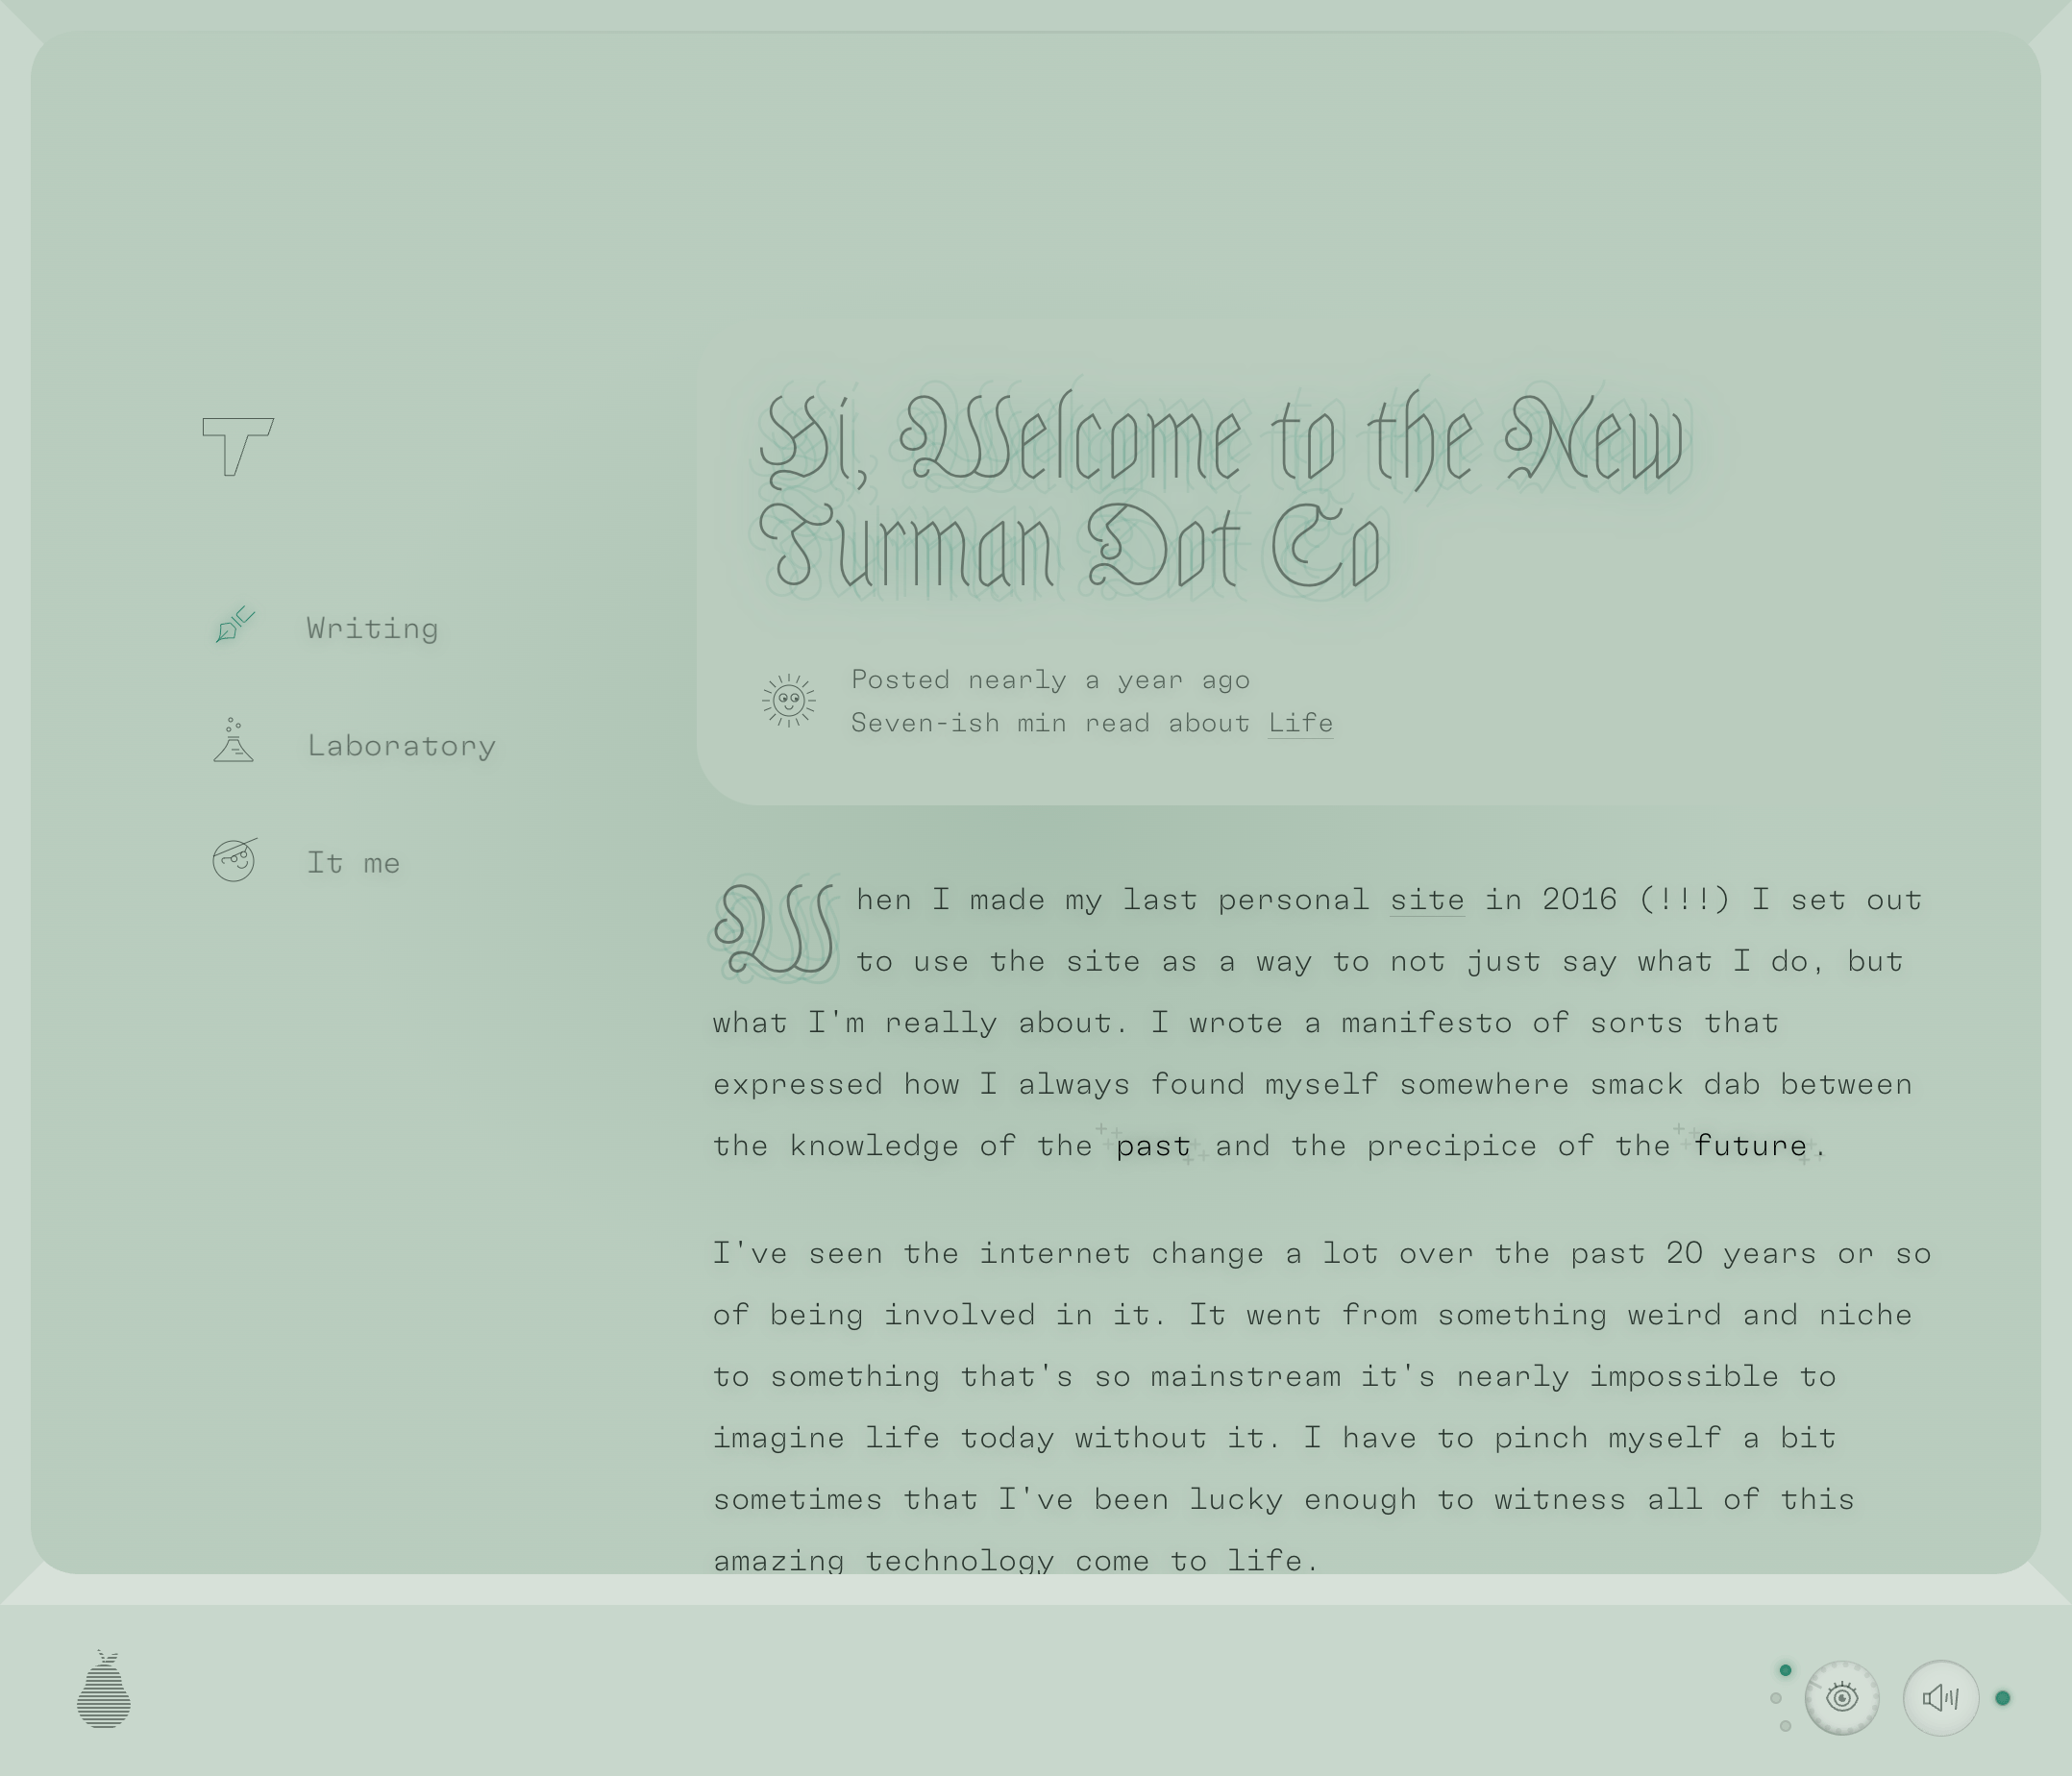 T
Hi, Welcome to the New
Turman Dot Co
Posted nearly a year ago
Seven-ish min read about Life
Writing
Laboratory
It me
When I made my last personal site in 2016 (!!!) I set out
to use the site as a way to not just say what I do, but
what I'm really about. I wrote a manifesto of sorts that
expressed how I always found myself somewhere smack dab between
the knowledge of the past and the precipice of the future.
I've seen the internet change a lot over the past 20 years or so
of being involved in it. It went from something weird and niche
to something that's so mainstream it's nearly impossible to
imagine life today without it. I have to pinch myself a bit
sometimes that I've been lucky enough to witness all of this
amazing technology come to life.